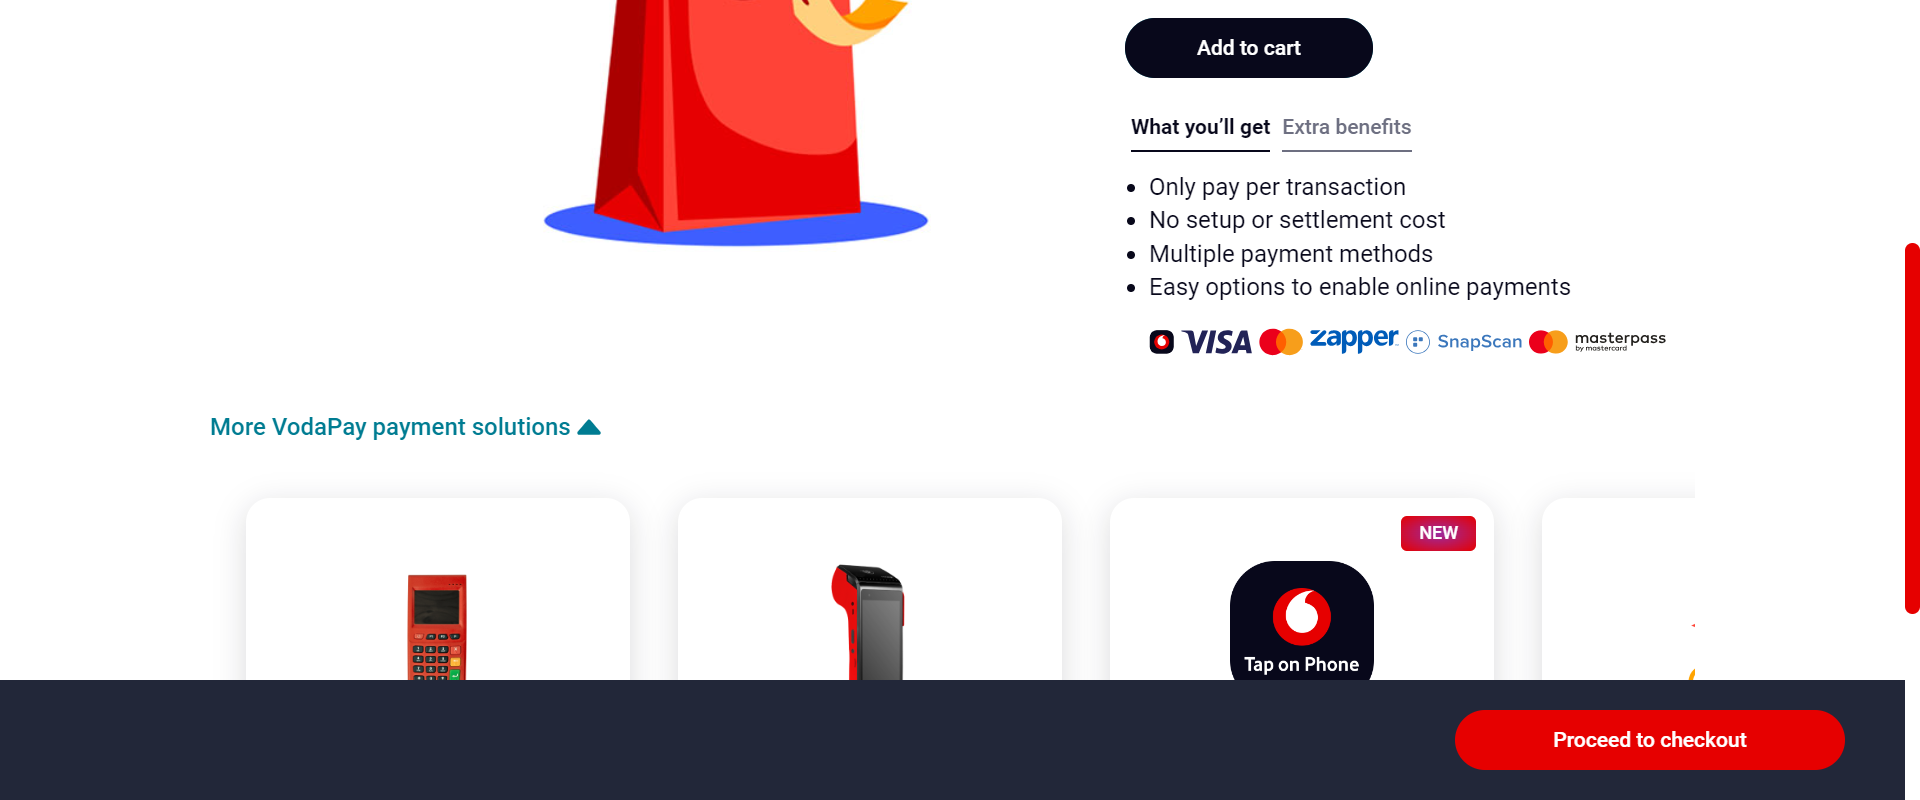 Add to cart
What you’ll get Extra benefits
Only pay per transaction
No setup or settlement cost
Multiple payment methods
Easy options to enable online payments
VISA zapper SnapScan masterpass
by mastercard
More VodaPay payment solutions
NEW
Tap on Phone
Proceed to checkout